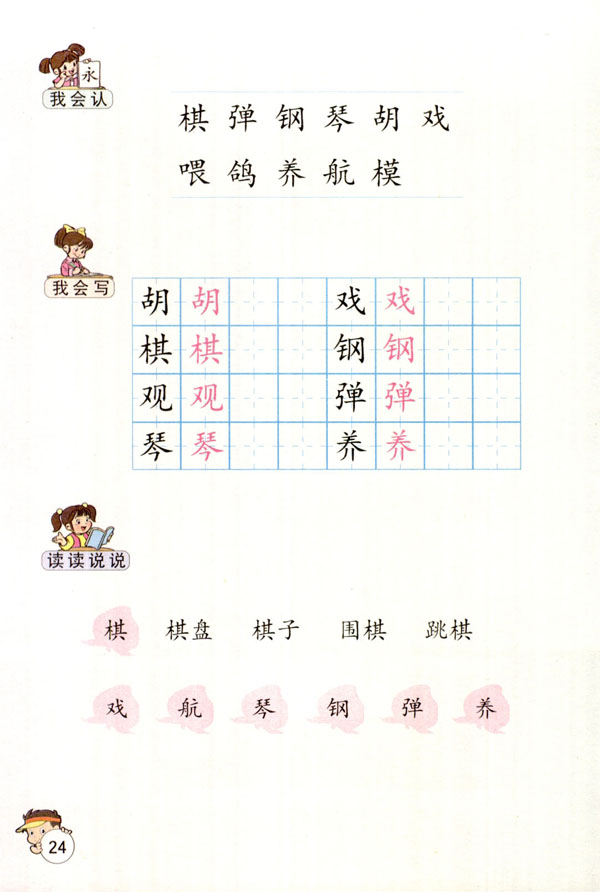 永
我会认
棋 弹 钢 琴 胡 戏
喂 鸽 养 航 模
我会写
胡 胡 戏 戏
棋 棋 钢 钢
观 观 弹 弹
琴 琴 养 养
读读说说
棋 棋盘 棋子 围棋 跳棋
戏 航 琴 钢 弹 养
24